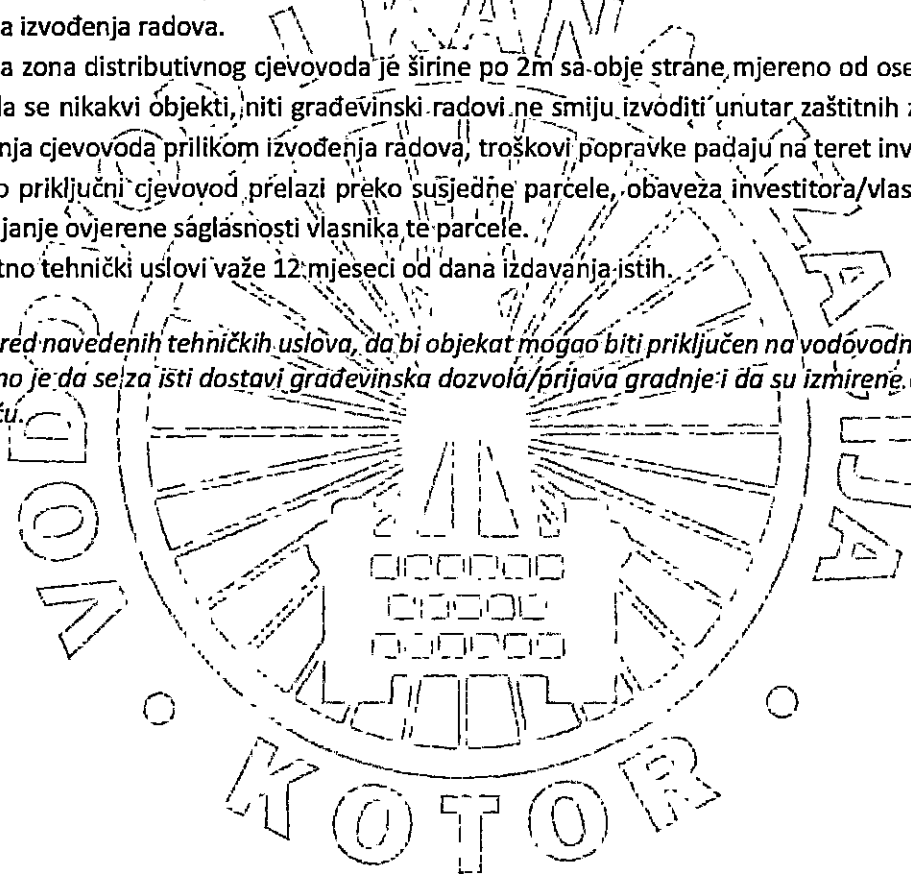 a izvođenja radova.
a zona distributivnog cjevovoda je širine po 2m sa obje strane, mjereno od ose
la se nikakvi objekti, niti građevinski radovi ne smiju izvoditi unutar zaštitnih z
nja cjevovoda prilikom izvođenja radova, troškovi popravke padaju na teret inv
o priključni cjevovod prelazi preko susjedne parcele, obaveza investitora/vlas
janje ovjerene saglasnosti vlasnika te parcele.
tno tehnički uslovi važe 12 mjeseci od dana izdavanja istih.
red navedenih tehničkih uslova, da bi objekat mogao biti priključen na vodovodn
no je da se za isti dostavi građevinska dozvola/prijava gradnje i da su izmirene
ću.
KOTOR